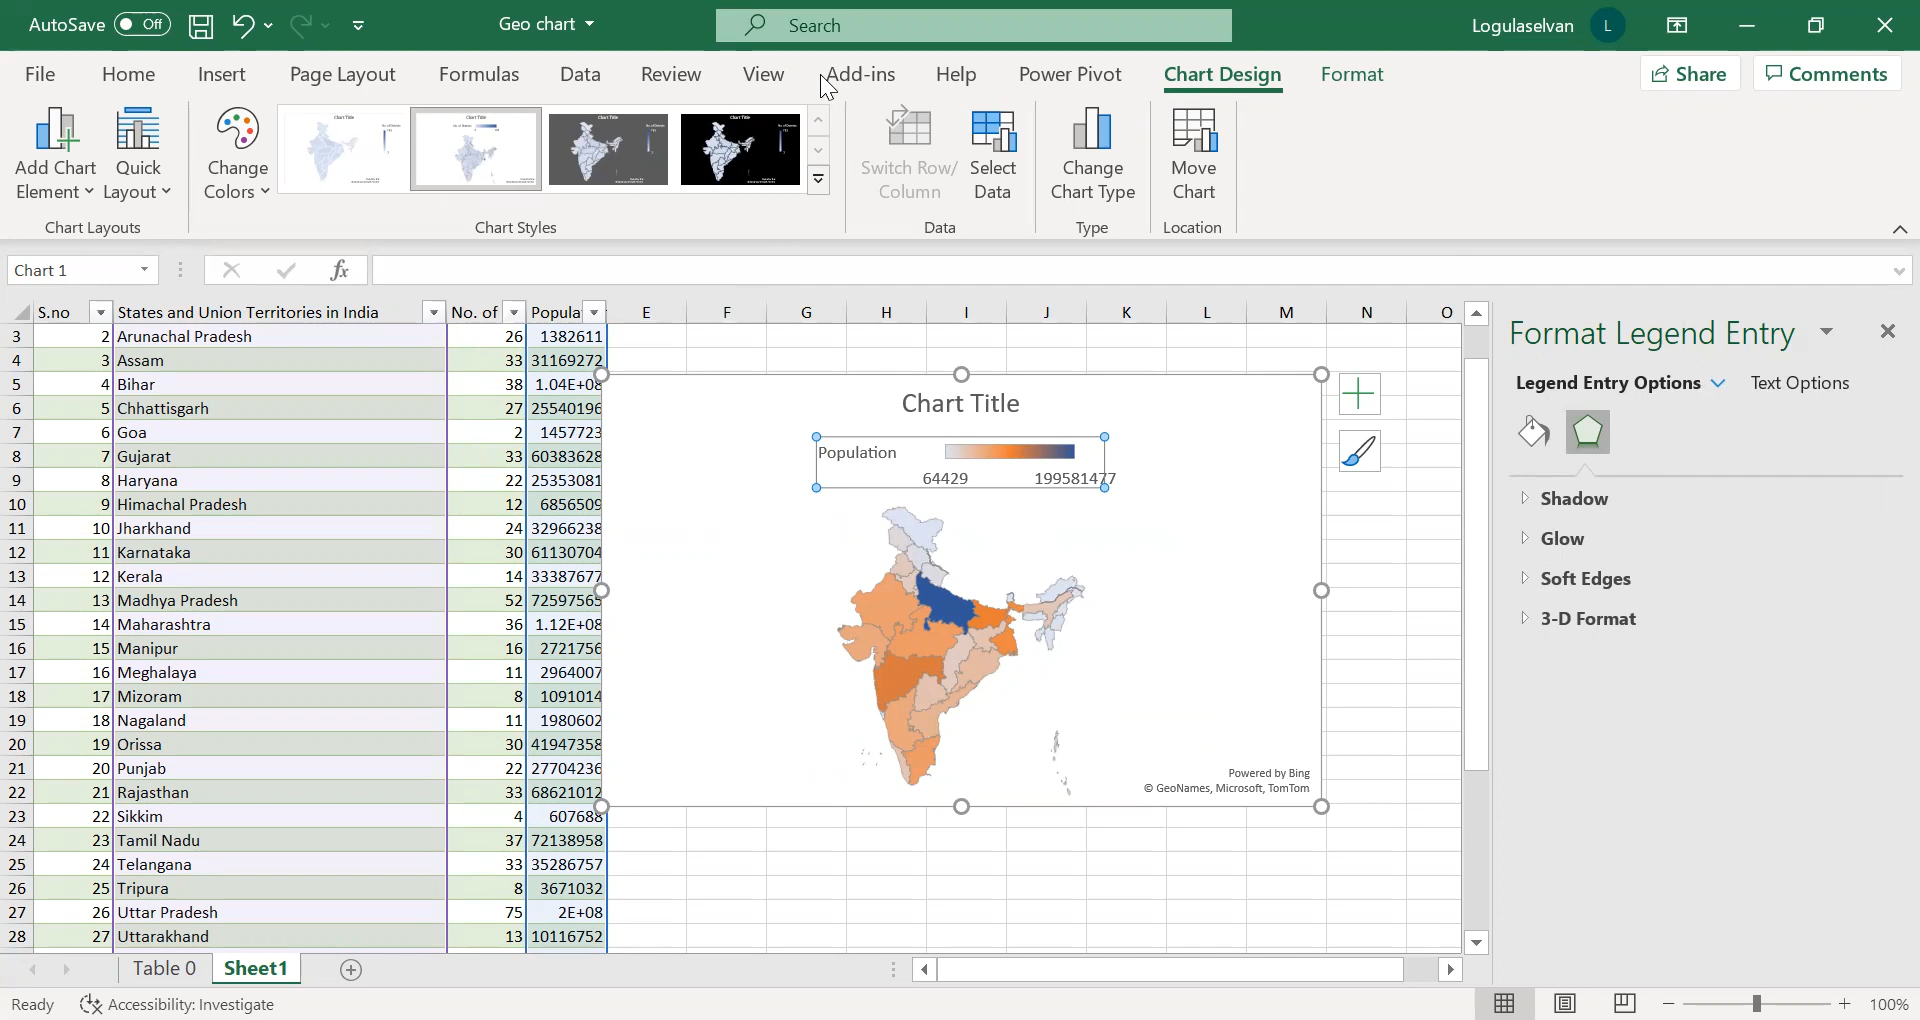 AutoSave Off Geo chart Search Logulaselvan L
File Home Insert Page Layout Formulas Data Review View Add-ins Help Power Pivot Chart Design Format Share Comments
Add Chart Element Quick Layout Change Colors Switch Row/ Column Select Data Change Chart Type Move Chart
Chart Layouts Chart Styles Data Type Location
Chart 1 fx
S.no States and Union Territories in India No. of Popula E F G H I J K L M N O
3 2 Arunachal Pradesh 26 1382611
4 3 Assam 33 31169272
5 4 Bihar 38 1.04E+08
6 5 Chhattisgarh 27 25540196
7 6 Goa 2 1457723
8 7 Gujarat 33 60383628
9 8 Haryana 22 25353081
10 9 Himachal Pradesh 12 6856509
11 10 Jharkhand 24 32966238
12 11 Karnataka 30 61130704
13 12 Kerala 14 33387677
14 13 Madhya Pradesh 52 72597565
15 14 Maharashtra 36 1.12E+08
16 15 Manipur 16 2721756
17 16 Meghalaya 11 2964007
18 17 Mizoram 8 1091014
19 18 Nagaland 11 1980602
20 19 Orissa 30 41947358
21 20 Punjab 22 27704236
22 21 Rajasthan 33 68621012
23 22 Sikkim 4 607688
24 23 Tamil Nadu 37 72138958
25 24 Telangana 33 35286757
26 25 Tripura 8 3671032
27 26 Uttar Pradesh 75 2E+08
28 27 Uttarakhand 13 10116752
Chart Title
Population
64429 199581477
Powered by Bing
© GeoNames, Microsoft, TomTom
Format Legend Entry
Legend Entry Options Text Options
Shadow
Glow
Soft Edges
3-D Format
Table 0 Sheet1
Ready Accessibility: Investigate 100%